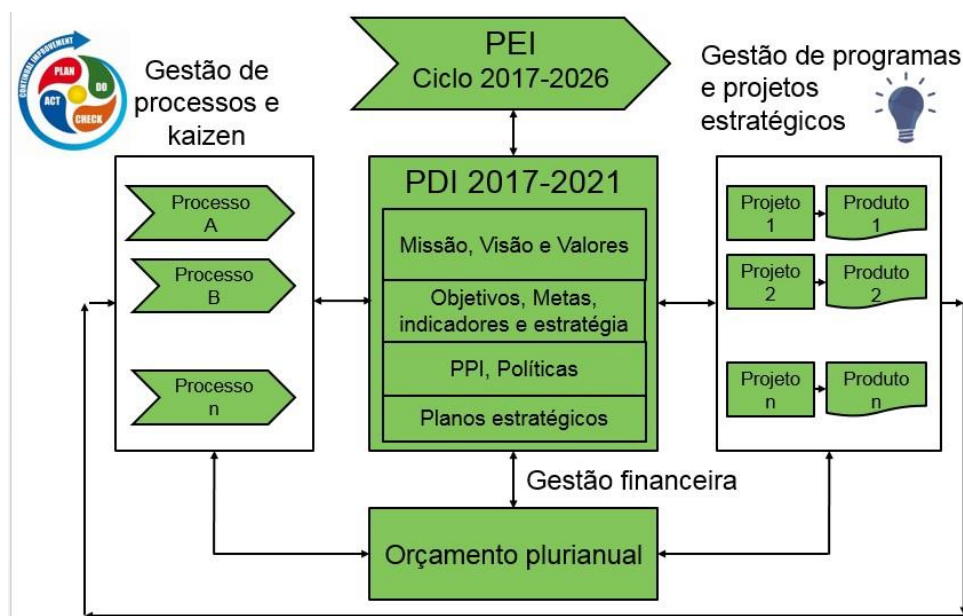 CONTINUAL IMPROVEMENT
PLAN
DO
CHECK
ACT
Gestão de
processos e
kaizen
PEI
Ciclo 2017-2026
Gestão de programas
e projetos
estratégicos
Processo
A
Processo
B
Processo
n
PDI 2017-2021
Missão, Visão e Valores
Objetivos, Metas,
indicadores e estratégia
PPI, Políticas
Planos estratégicos
Projeto
1
Produto
1
Projeto
2
Produto
2
Projeto
n
Produto
n
Gestão financeira
Orçamento plurianual